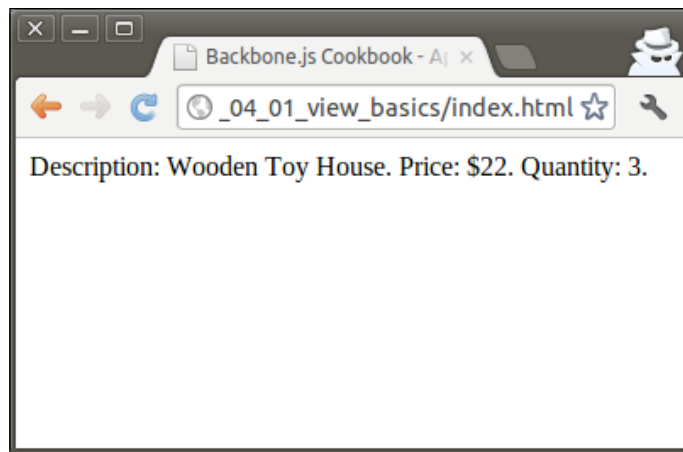 Backbone.js Cookbook - A
_04_01_view_basics/index.html
Description: Wooden Toy House. Price: $22. Quantity: 3.